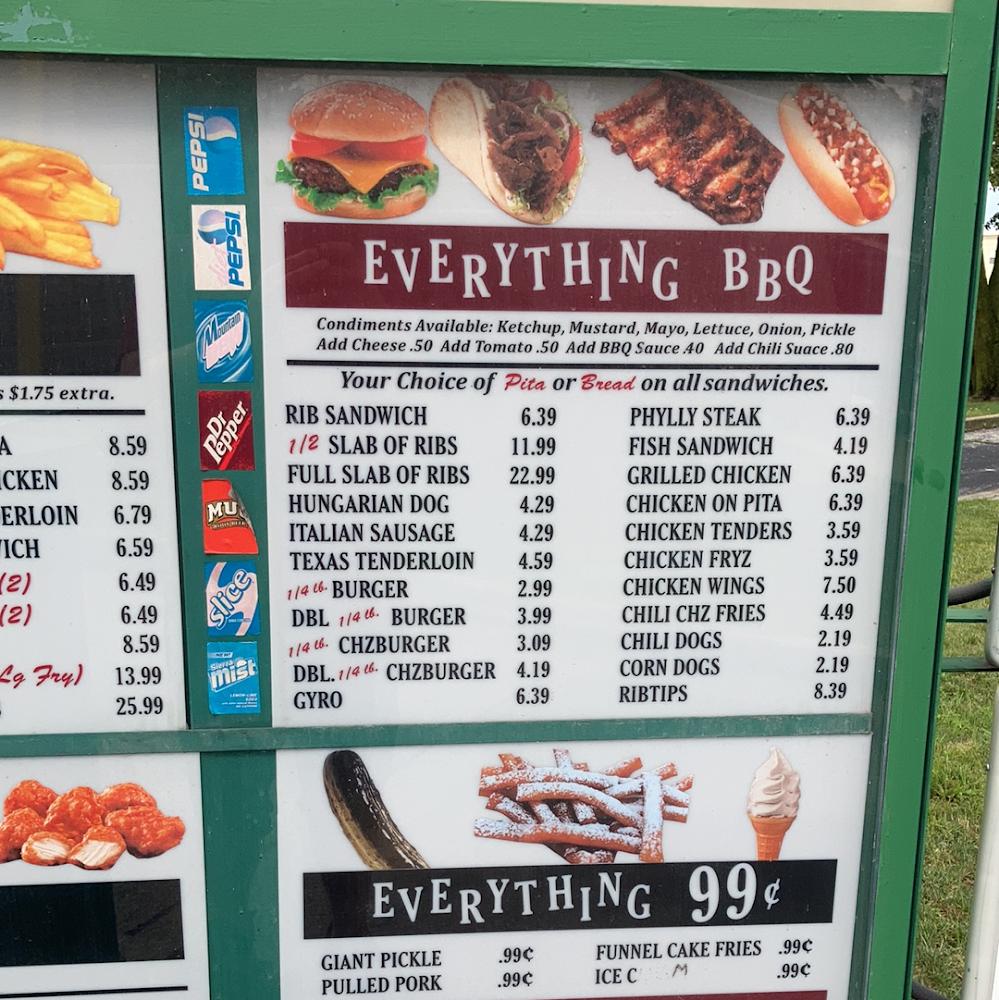 s $1.75 extra.
A 8.59
ICKEN 8.59
ERLOIN 6.79
WICH 6.59
(2) 6.49
(2) 6.49
8.59
Lg Fry) 13.99
25.99
PEPSI
PEPSI
Mountain Dew
Dr Pepper
MUG
Slice
Sierra mist
EVERYTHING BBQ
Condiments Available: Ketchup, Mustard, Mayo, Lettuce, Onion, Pickle
Add Cheese .50 Add Tomato .50 Add BBQ Sauce .40 Add Chili Suace .80
Your Choice of Pita or Bread on all sandwiches.
RIB SANDWICH 6.39
1/2 SLAB OF RIBS 11.99
FULL SLAB OF RIBS 22.99
HUNGARIAN DOG 4.29
ITALIAN SAUSAGE 4.29
TEXAS TENDERLOIN 4.59
1/4 lb. BURGER 2.99
DBL 1/4 lb. BURGER 3.99
1/4 lb. CHZBURGER 3.09
DBL. 1/4 lb. CHZBURGER 4.19
GYRO 6.39
PHYLLY STEAK 6.39
FISH SANDWICH 4.19
GRILLED CHICKEN 6.39
CHICKEN ON PITA 6.39
CHICKEN TENDERS 3.59
CHICKEN FRYZ 3.59
CHICKEN WINGS 7.50
CHILI CHZ FRIES 4.49
CHILI DOGS 2.19
CORN DOGS 2.19
RIBTIPS 8.39
EVERYTHING 99¢
GIANT PICKLE .99¢
PULLED PORK .99¢
FUNNEL CAKE FRIES .99¢
ICE C M .99¢